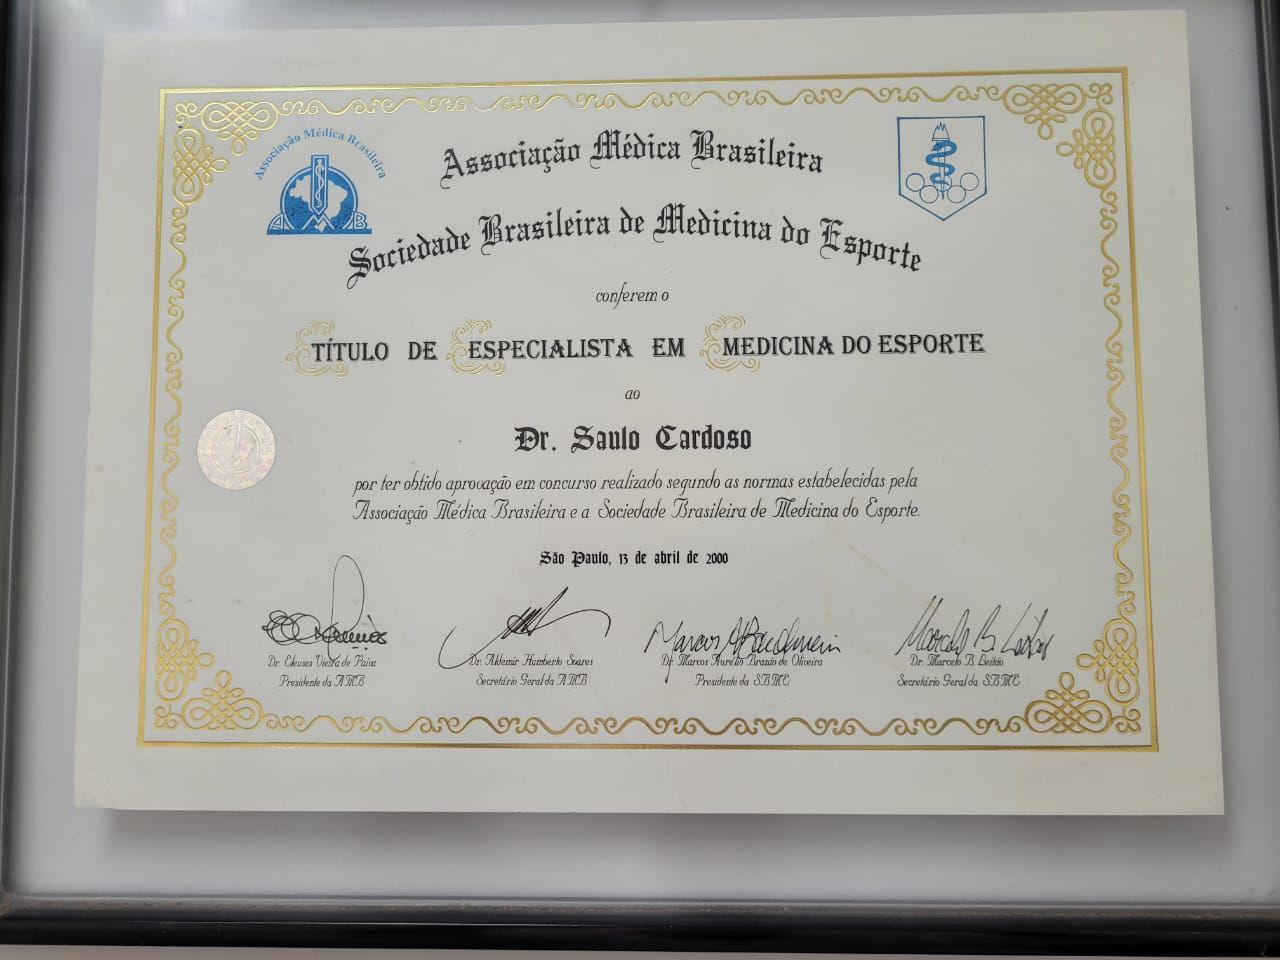 Associação Médica Brasileira
Associação Médica Brasileira
AMB
Sociedade Brasileira de Medicina do Esporte
conferem o
TÍTULO DE ESPECIALISTA EM MEDICINA DO ESPORTE
ao
Dr. Saulo Cardoso
por ter obtido aprovação em concurso realizado segundo as normas estabelecidas pela
Associação Médica Brasileira e a Sociedade Brasileira de Medicina do Esporte.
São Paulo, 13 de abril de 2000
Dr. Eleuses Vieira de Paiva
Presidente da AMB
Dr. Aldemir Humberto Soares
Secretário Geral da AMB
Dr. Marcos Aurélio Brazão de Oliveira
Presidente da SBME
Dr. Marcelo B. Leitão
Secretário Geral da SBME